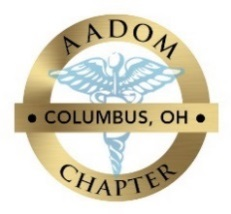 AADOM
• COLUMBUS, OH •
CHAPTER